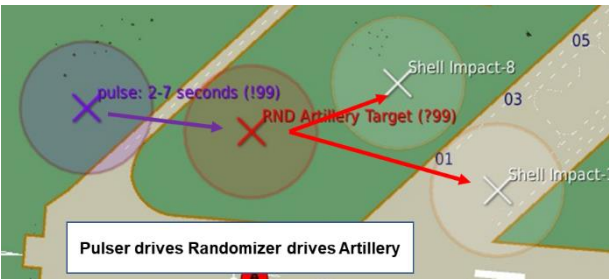 05
Shell Impact-8
pulse: 2-7 seconds (!99)
03
RND Artillery Target (?99)
01
Shell Impact-
Pulser drives Randomizer drives Artillery